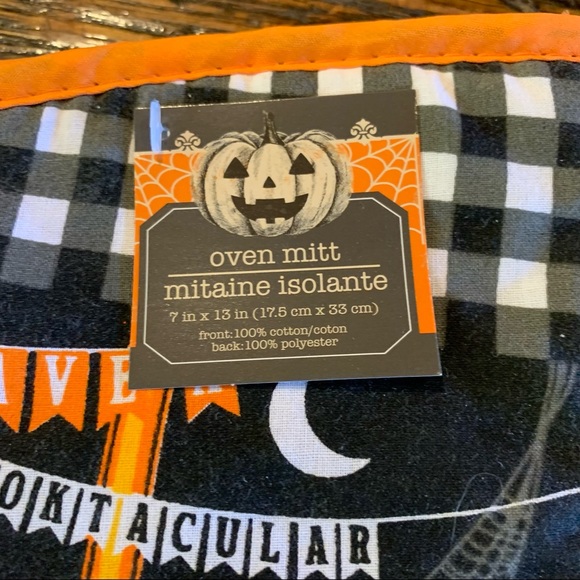 oven mitt
mitaine isolante
7 in x 13 in (17.5 cm x 33 cm)
front:100% cotton/coton
back:100% polyester
AVE
OKTACULAR